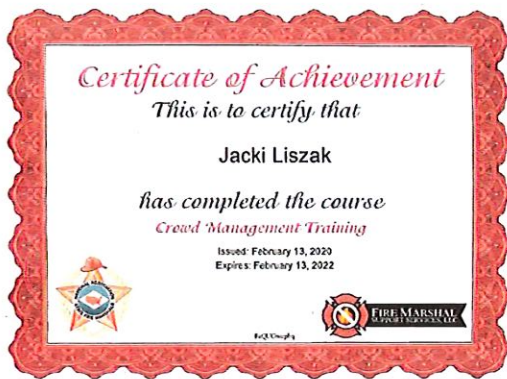 Certificate of Achievement
This is to certify that
Jacki Liszak
has completed the course
Crowd Management Training
Issued: February 13, 2020
Expires: February 13, 2022
FIRE MARSHAL
SUPPORT SERVICES, LLC